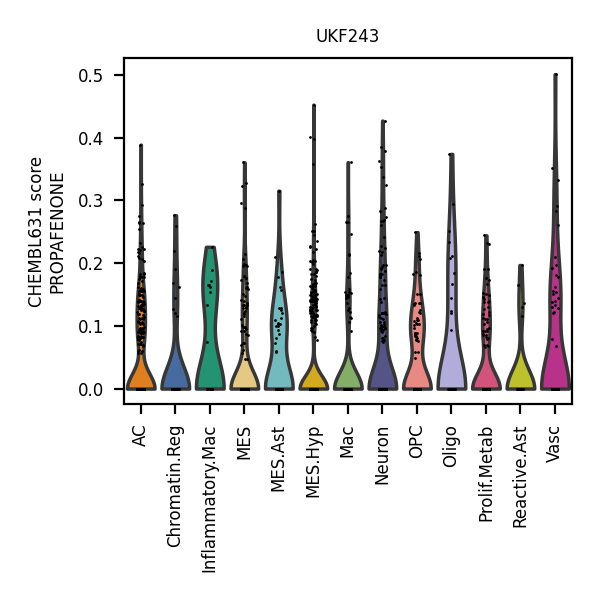 UKF243
CHEMBL631 score
PROPAFENONE
0.5
0.4
0.3
0.2
0.1
0.0
AC
Chromatin.Reg
Inflammatory.Mac
MES
MES.Ast
MES.Hyp
Mac
Neuron
OPC
Oligo
Prolif.Metab
Reactive.Ast
Vasc